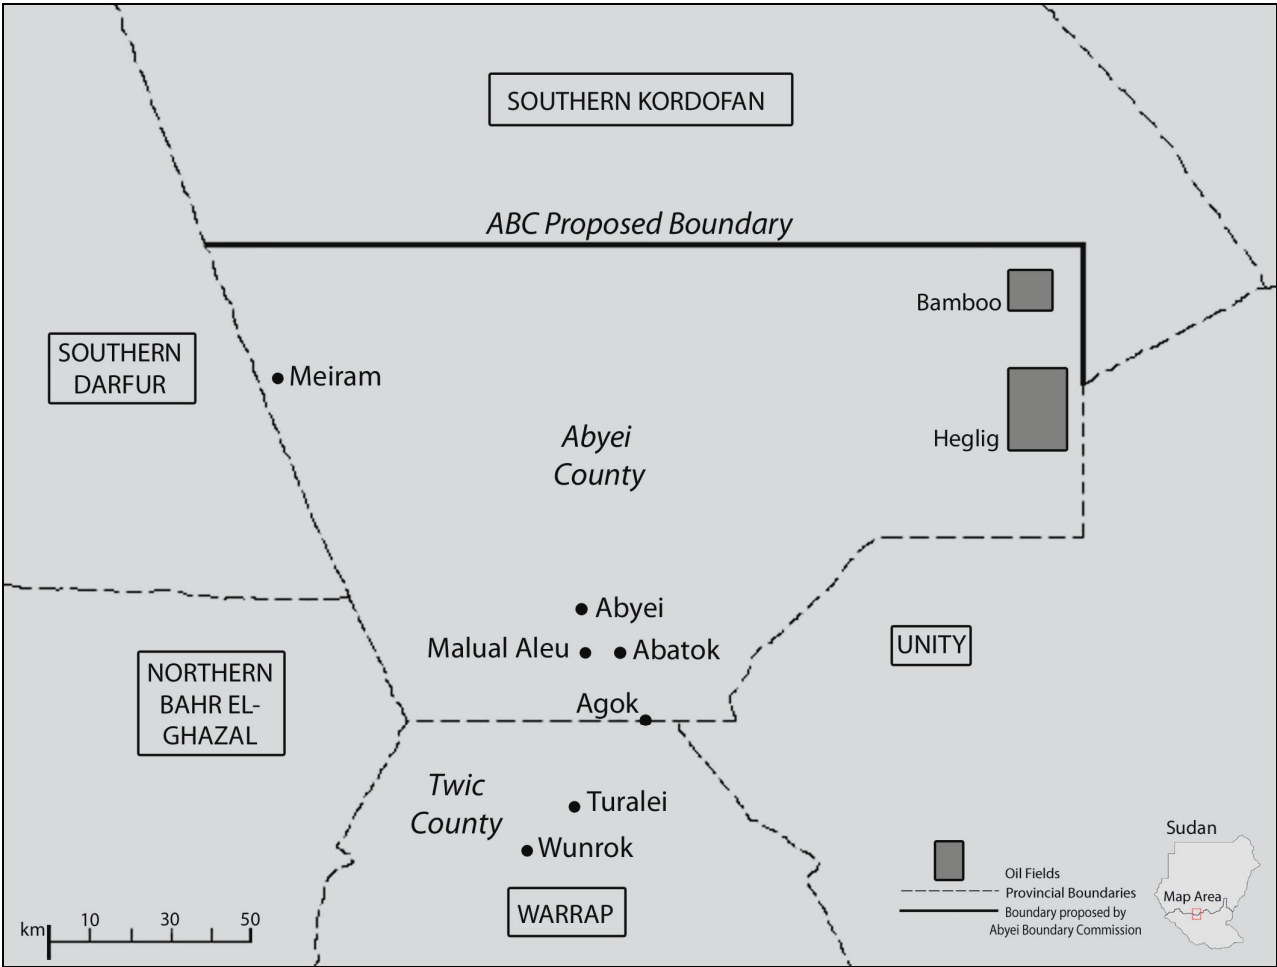 SOUTHERN KORDOFAN
ABC Proposed Boundary
Bamboo
SOUTHERN
DARFUR
Meiram
Abyei
County
Heglig
Abyei
Malual Aleu
Abatok
UNITY
NORTHERN
BAHR EL-
GHAZAL
Agok
Twic
County
Turalei
Wunrok
WARRAP
km
10 30 50
Sudan
Map Area
Oil Fields
Provincial Boundaries
Boundary proposed by
Abyei Boundary Commission